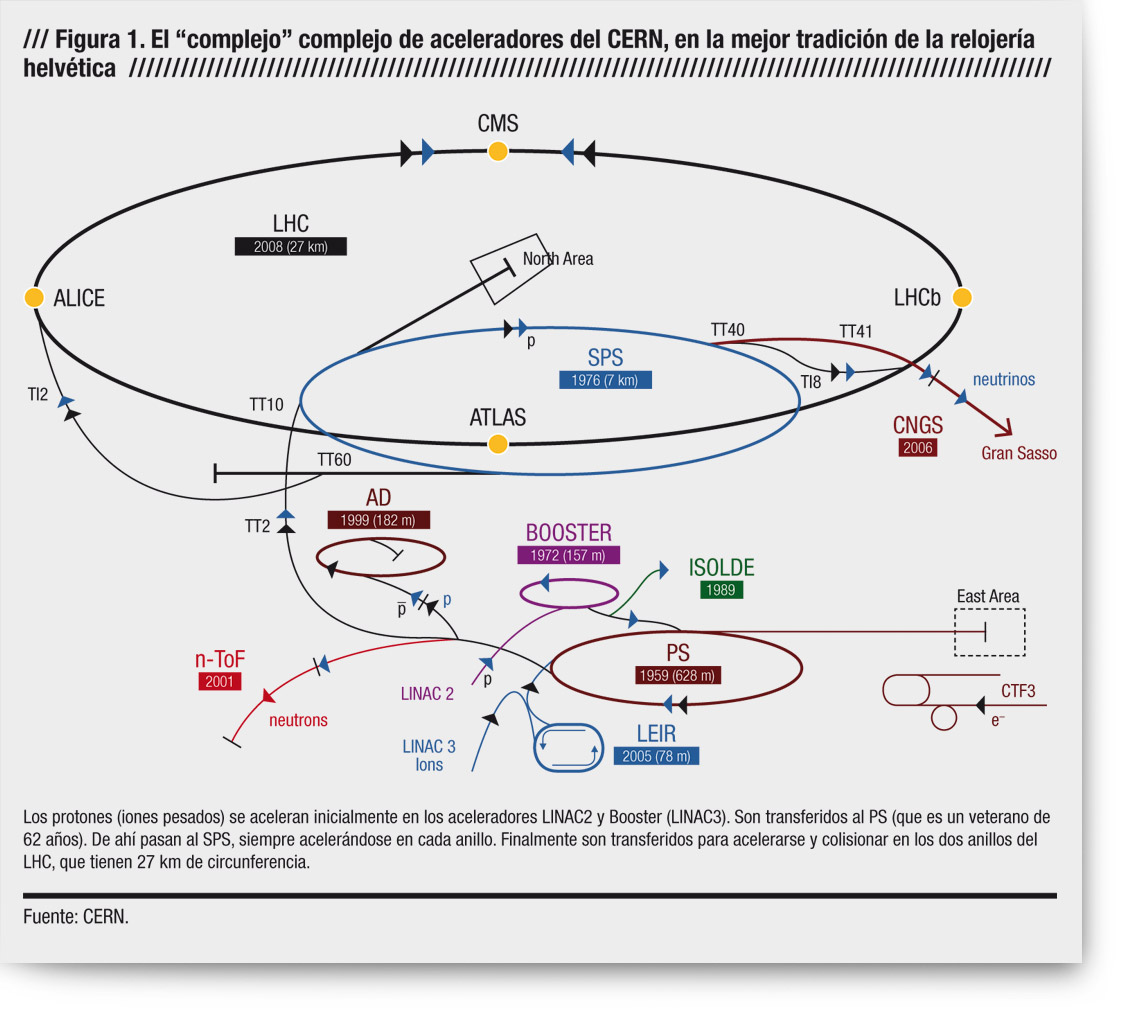 /// Figura 1. El “complejo” complejo de aceleradores del CERN, en la mejor tradición de la relojería
helvética ////////////////////////////////////////////////////////////////////////////////////////////////////////////
CMS
LHC
2008 (27 km)
North Area
ALICE
LHCb
p
TT40
TT41
SPS
1976 (7 km)
TI8
neutrinos
TI2
TT10
ATLAS
CNGS
2006
Gran Sasso
TT60
AD
1999 (182 m)
TT2
BOOSTER
1972 (157 m)
ISOLDE
1989
East Area
p̅
p
n-ToF
2001
PS
1959 (628 m)
p
LINAC 2
CTF3
e–
neutrons
LINAC 3
Ions
LEIR
2005 (78 m)
Los protones (iones pesados) se aceleran inicialmente en los aceleradores LINAC2 y Booster (LINAC3). Son transferidos al PS (que es un veterano de
62 años). De ahí pasan al SPS, siempre acelerándose en cada anillo. Finalmente son transferidos para acelerarse y colisionar en los dos anillos del
LHC, que tienen 27 km de circunferencia.
Fuente: CERN.